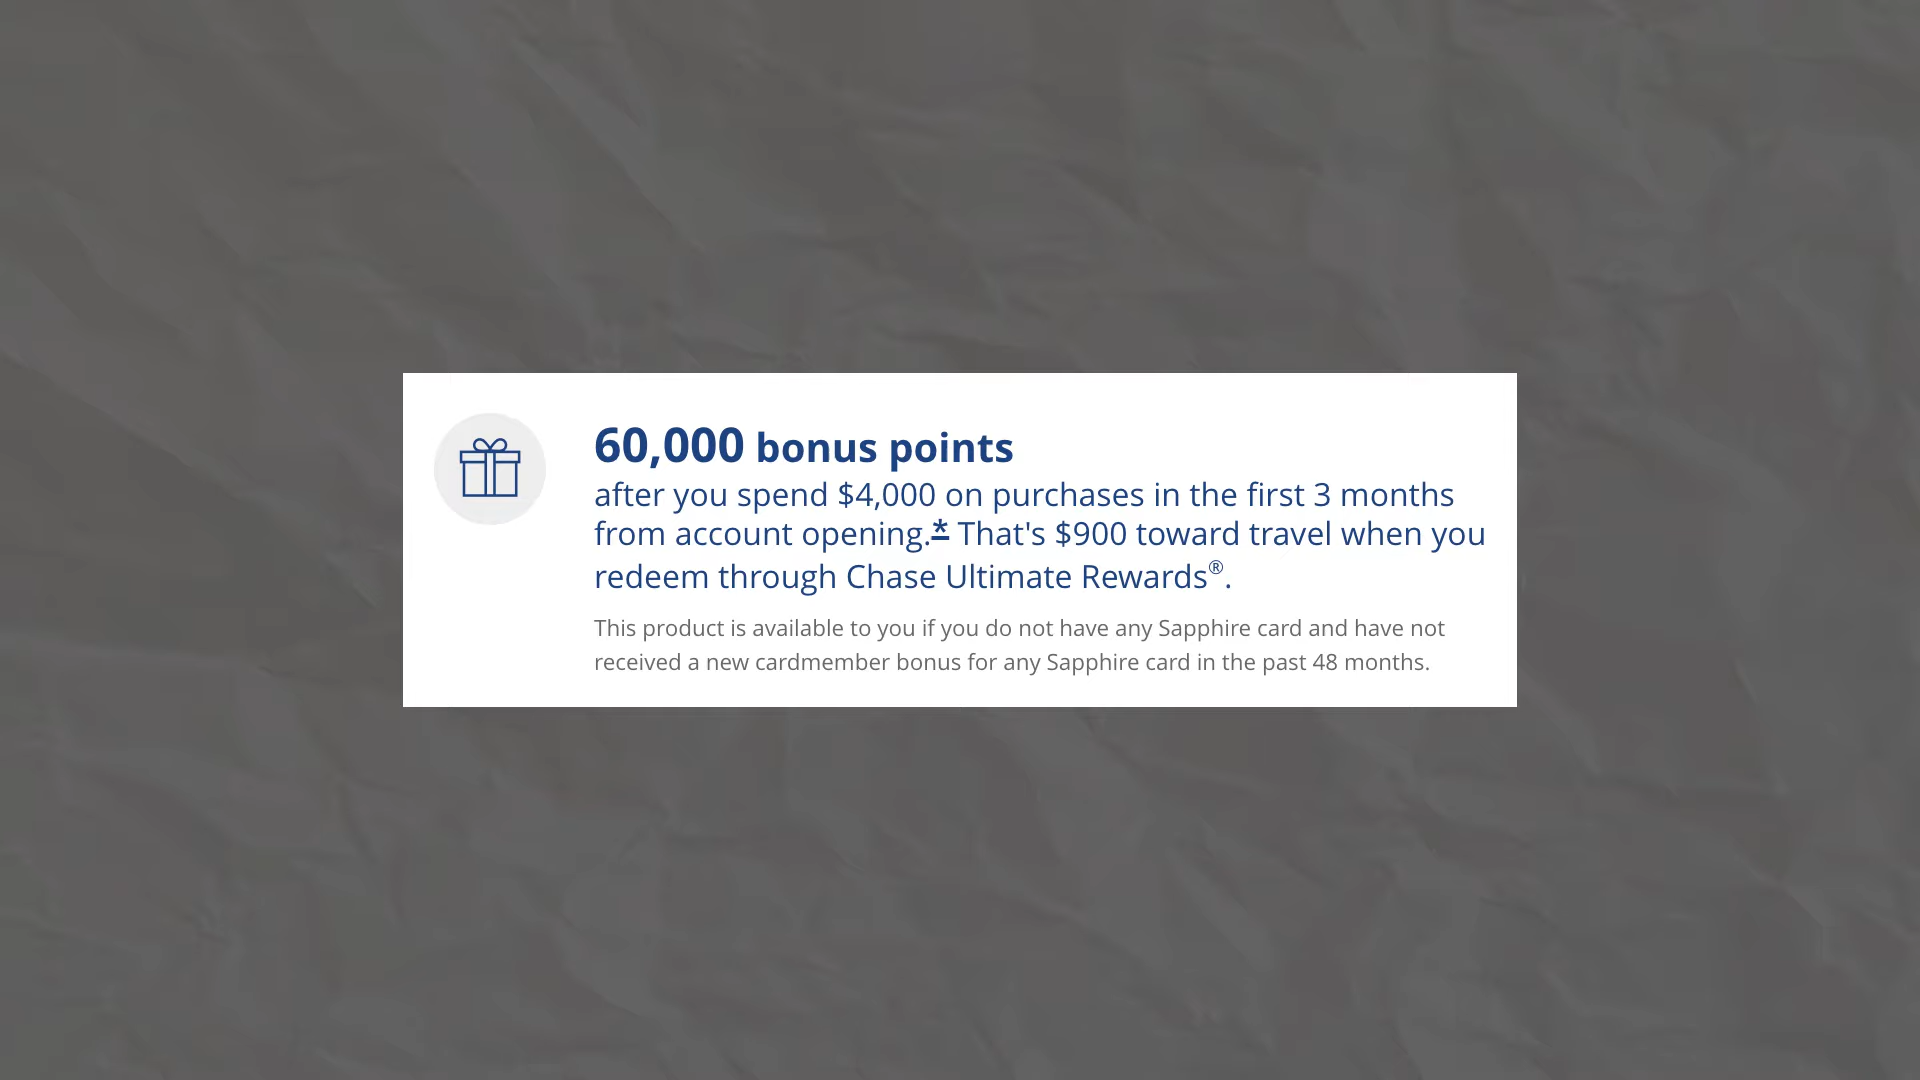 60,000 bonus points
after you spend $4,000 on purchases in the first 3 months
from account opening.* That's $900 toward travel when you
redeem through Chase Ultimate Rewards®.
This product is available to you if you do not have any Sapphire card and have not
received a new cardmember bonus for any Sapphire card in the past 48 months.